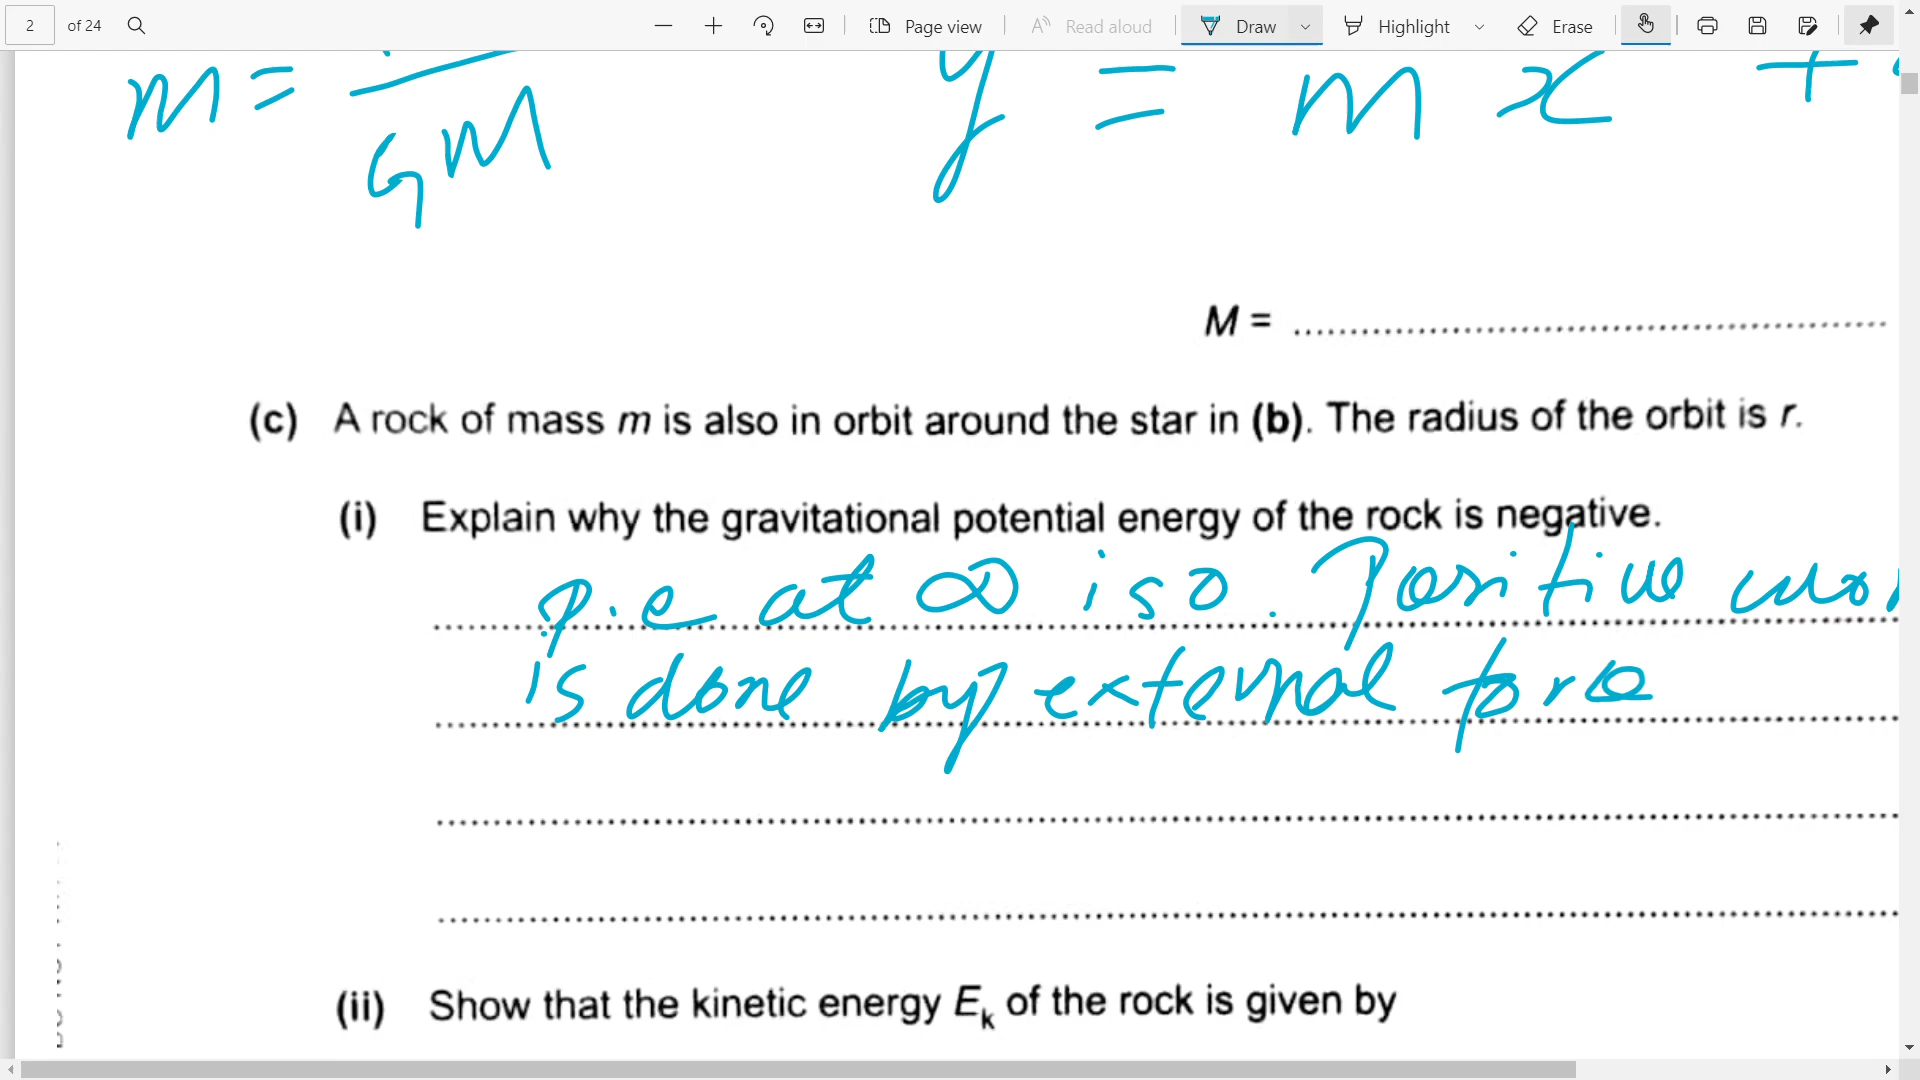 2 of 24 Page view Read aloud Draw Highlight Erase
m = GM y = m x +
M = ........................................
(c) A rock of mass m is also in orbit around the star in (b). The radius of the orbit is r.
(i) Explain why the gravitational potential energy of the rock is negative.
p.e at ∞ is 0. Positive
is done by external force
(ii) Show that the kinetic energy Ek of the rock is given by